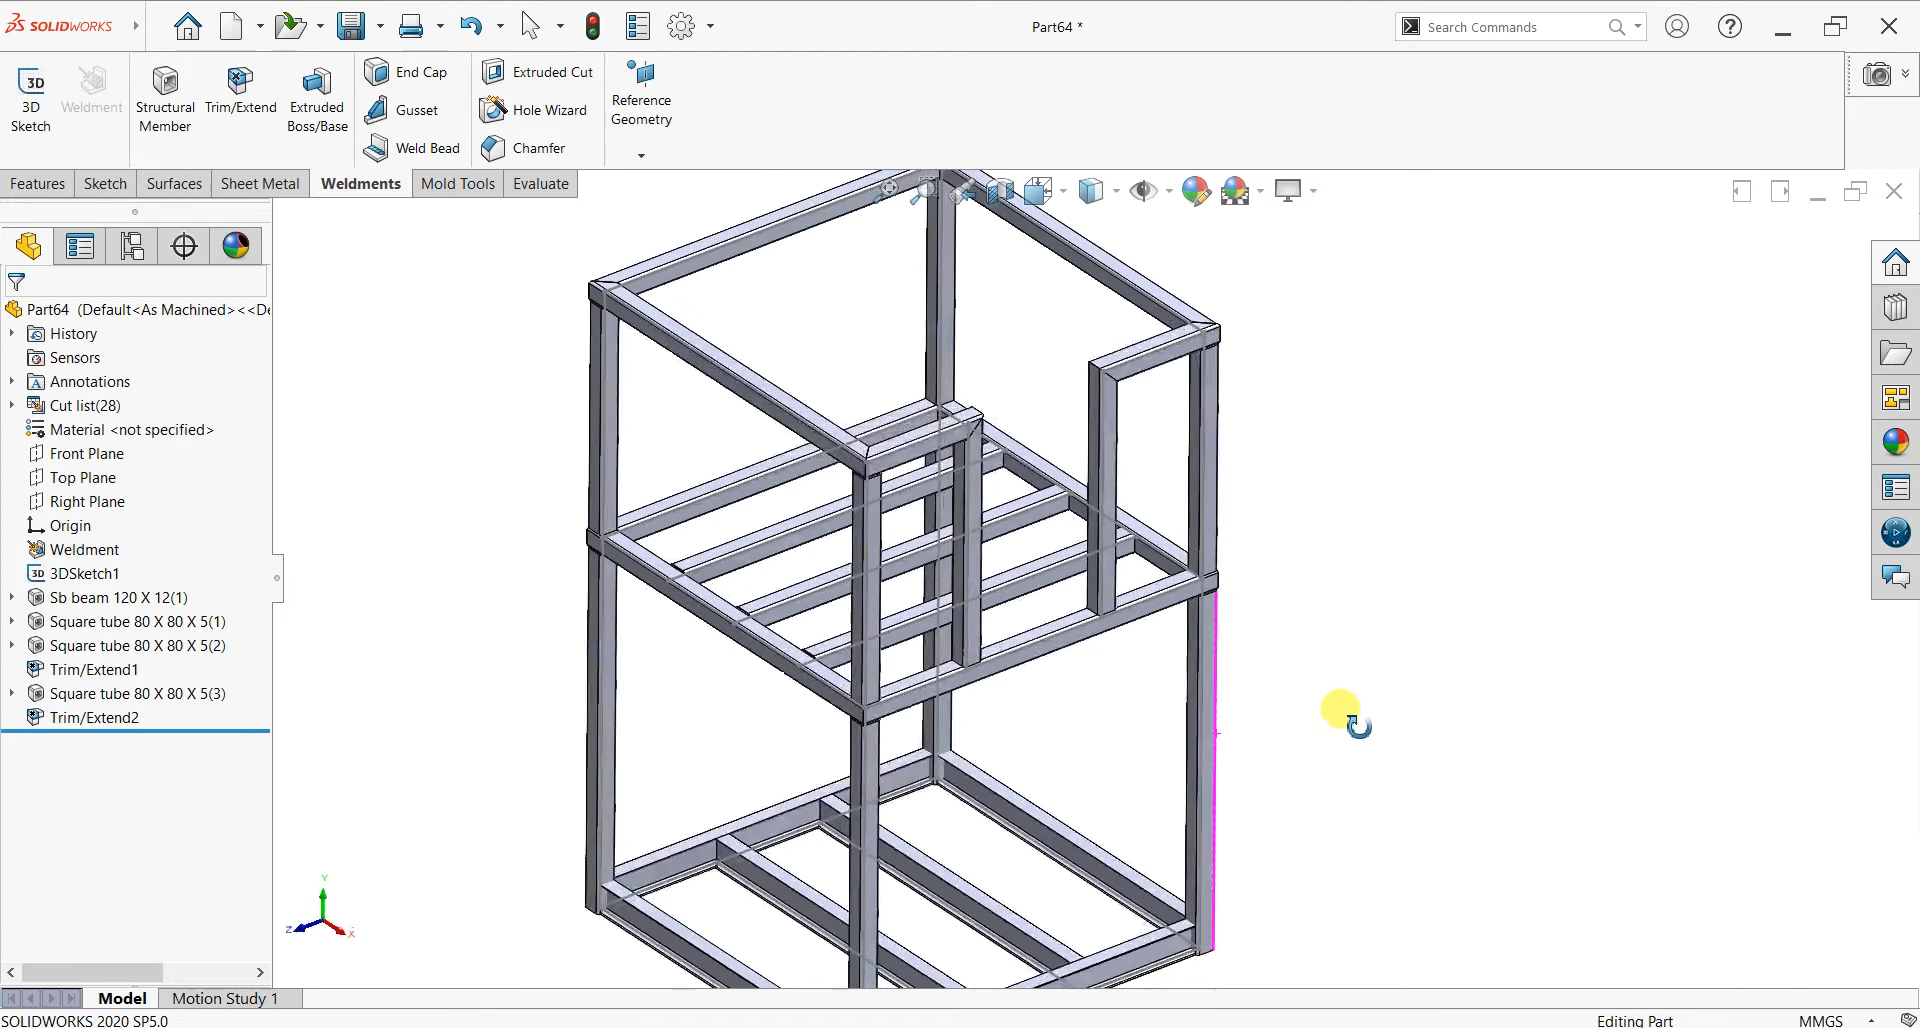 SOLIDWORKS
Part64 *
Search Commands
3D
Sketch
Weldment
Structural
Member
Trim/Extend
Extruded
Boss/Base
End Cap
Gusset
Weld Bead
Extruded Cut
Hole Wizard
Chamfer
Reference
Geometry
Features
Sketch
Surfaces
Sheet Metal
Weldments
Mold Tools
Evaluate
Part64 (Default<As Machined><<De
History
Sensors
Annotations
Cut list(28)
Material <not specified>
Front Plane
Top Plane
Right Plane
Origin
Weldment
3D 3DSketch1
Sb beam 120 X 12(1)
Square tube 80 X 80 X 5(1)
Square tube 80 X 80 X 5(2)
Trim/Extend1
Square tube 80 X 80 X 5(3)
Trim/Extend2
Y
Z
X
Model
Motion Study 1
SOLIDWORKS 2020 SP5.0
Editing Part
MMGS